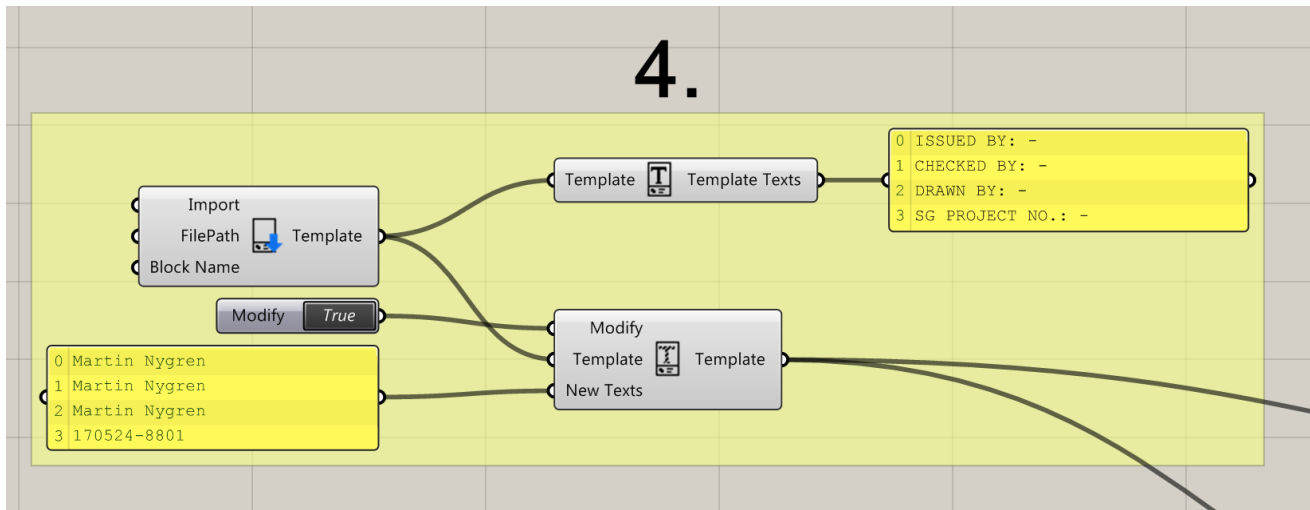 4.
Import
FilePath Template
Block Name
Template Template Texts
0 ISSUED BY: -
1 CHECKED BY: -
2 DRAWN BY: -
3 SG PROJECT NO.: -
Modify True
Modify
Template Template
New Texts
0 Martin Nygren
1 Martin Nygren
2 Martin Nygren
3 170524-8801